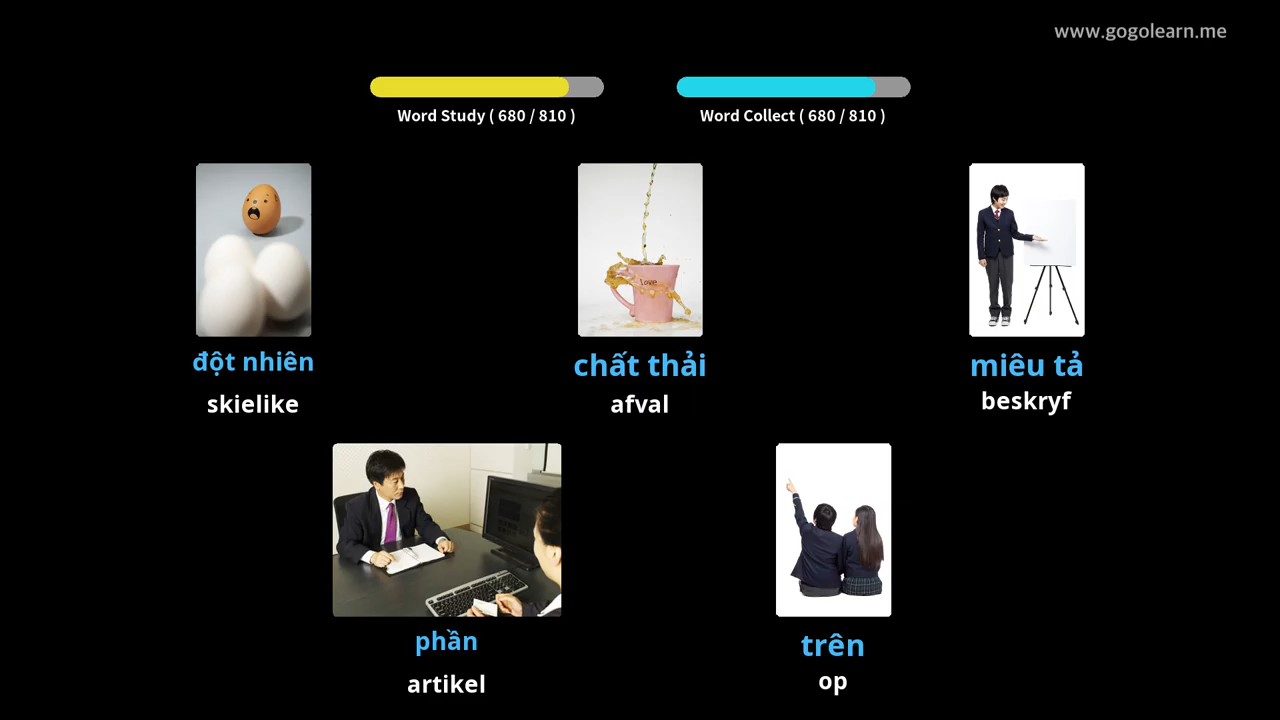 www.gogolearn.me
Word Study ( 680 / 810 )
Word Collect ( 680 / 810 )
love
đột nhiên
skielike
chất thải
afval
miêu tả
beskryf
phần
artikel
trên
op